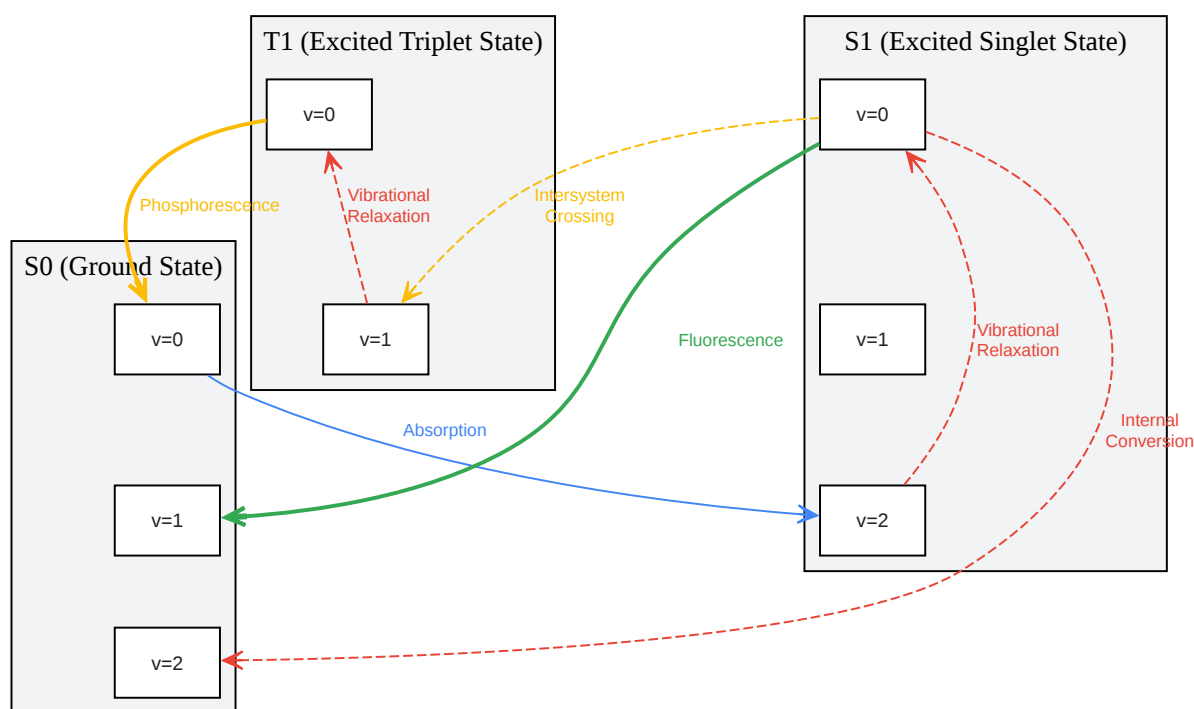 T1 (Excited Triplet State)
v=0
Vibrational
Relaxation
v=1
S1 (Excited Singlet State)
v=0
v=1
v=2
Vibrational
Relaxation
Internal
Conversion
Intersystem
Crossing
Phosphorescence
Fluorescence
Absorption
S0 (Ground State)
v=0
v=1
v=2